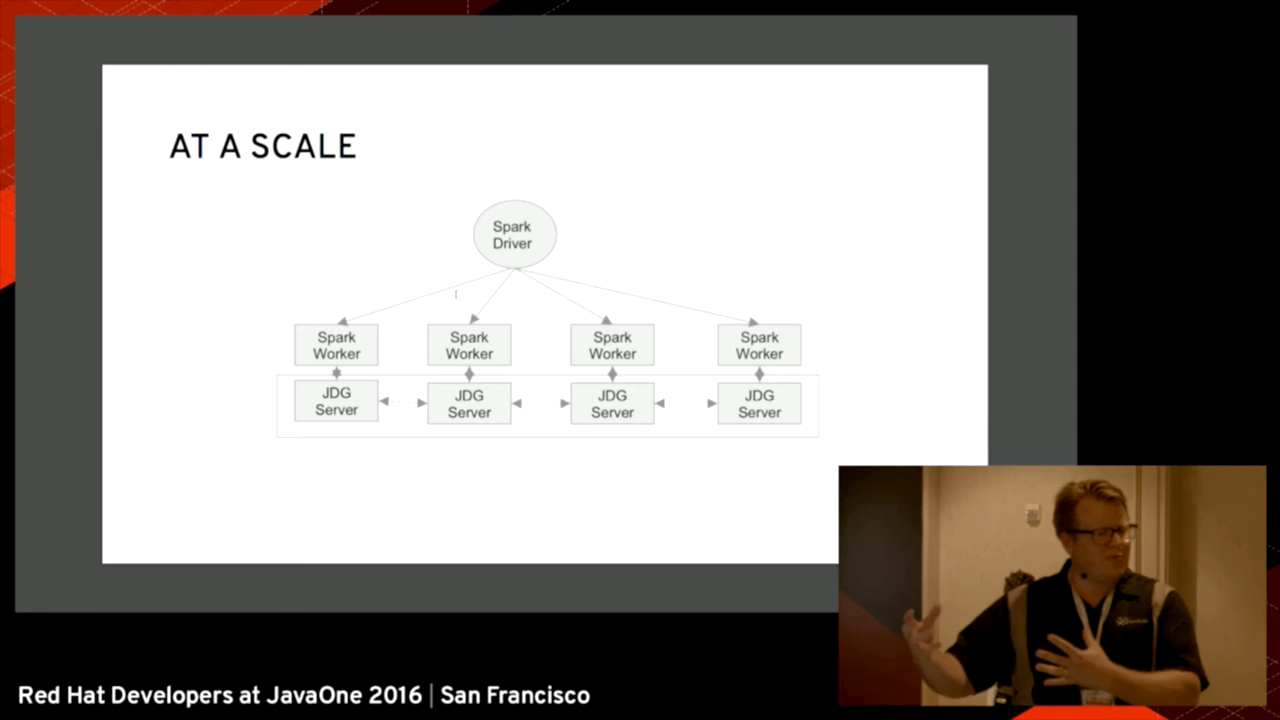 AT A SCALE
Spark
Driver
Spark
Worker
Spark
Worker
Spark
Worker
Spark
Worker
JDG
Server
JDG
Server
JDG
Server
JDG
Server
Red Hat Developers at JavaOne 2016 | San Francisco